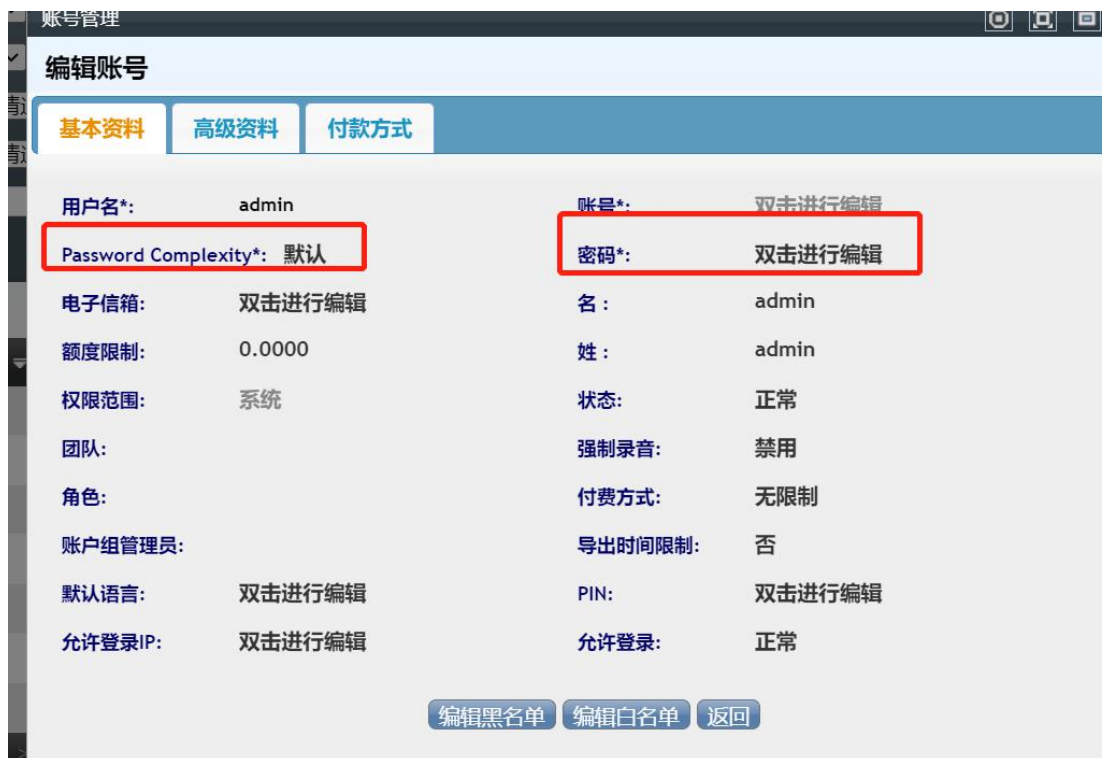 账号管理
编辑账号
基本资料 高级资料 付款方式
用户名*: admin 账号*: 双击进行编辑
Password Complexity*: 默认 密码*: 双击进行编辑
电子信箱: 双击进行编辑 名 : admin
额度限制: 0.0000 姓 : admin
权限范围: 系统 状态: 正常
团队: 强制录音: 禁用
角色: 付费方式: 无限制
账户组管理员: 导出时间限制: 否
默认语言: 双击进行编辑 PIN: 双击进行编辑
允许登录IP: 双击进行编辑 允许登录: 正常
编辑黑名单 编辑白名单 返回